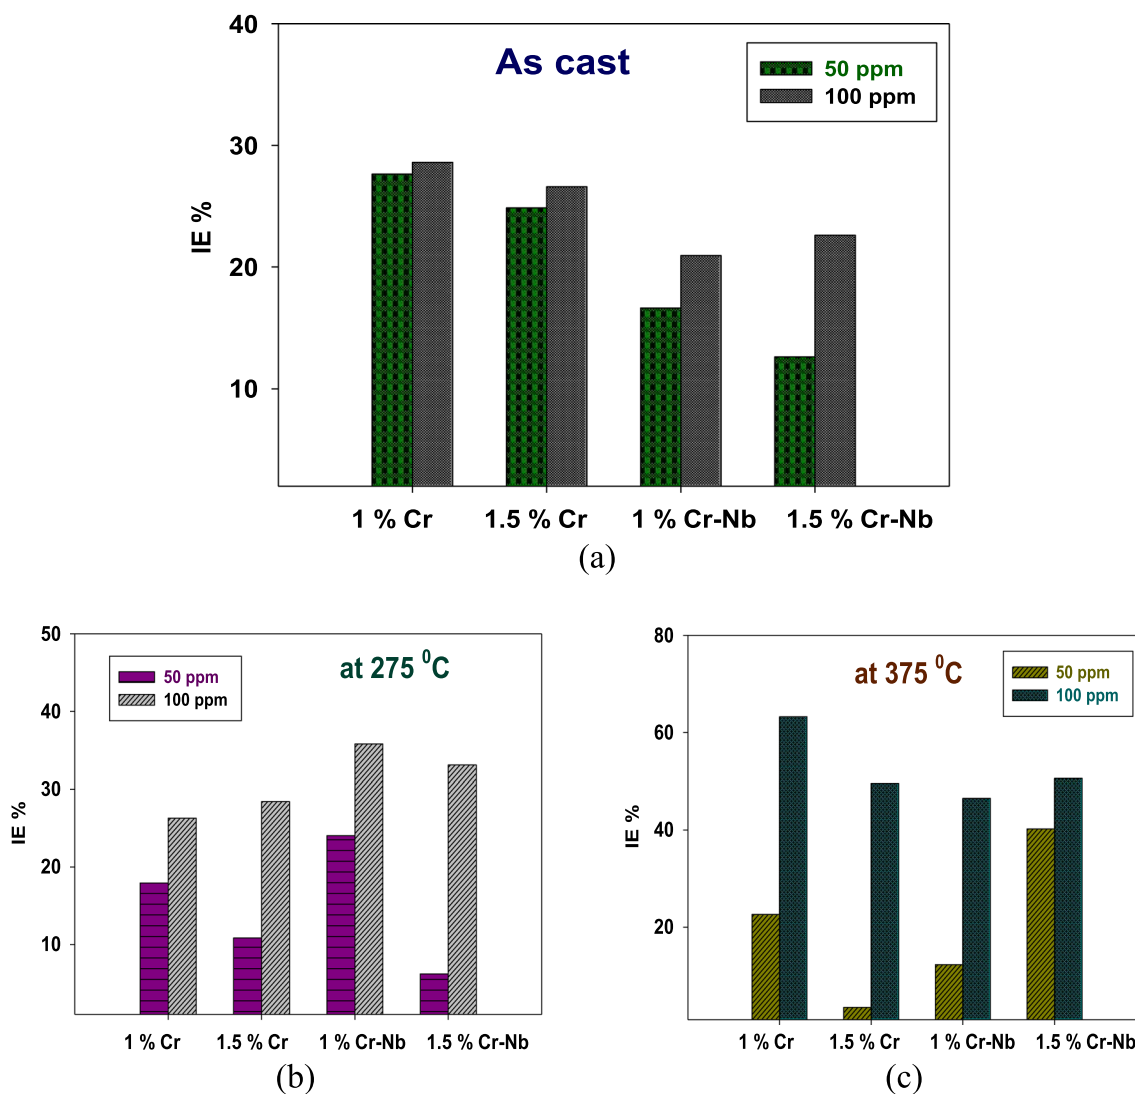 As cast
50 ppm
100 ppm
40
30
20
10
IE %
1 % Cr
1.5 % Cr
1 % Cr-Nb
1.5 % Cr-Nb
(a)
at 275 ⁰C
50 ppm
100 ppm
50
40
30
20
10
IE %
1 % Cr
1.5 % Cr
1 % Cr-Nb
1.5 % Cr-Nb
(b)
at 375 ⁰C
50 ppm
100 ppm
80
60
40
20
IE %
1 % Cr
1.5 % Cr
1 % Cr-Nb
1.5 % Cr-Nb
(c)